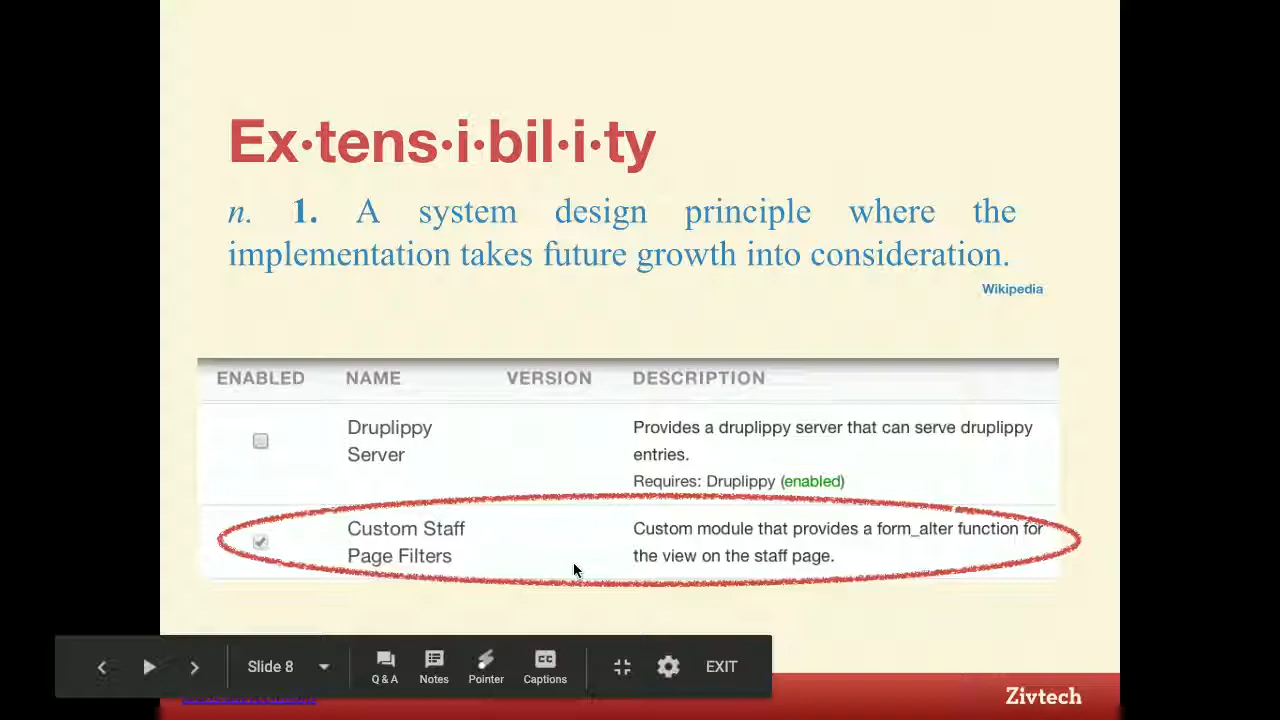 Ex·tens·i·bil·i·ty
n. 1. A system design principle where the
implementation takes future growth into consideration.
Wikipedia
ENABLED NAME VERSION DESCRIPTION
Druplippy
Server
Provides a druplippy server that can serve druplippy
entries.
Requires: Druplippy (enabled)
Custom Staff
Page Filters
Custom module that provides a form_alter function for
the view on the staff page.
Slide 8
Q & A Notes Pointer Captions
EXIT
Zivtech